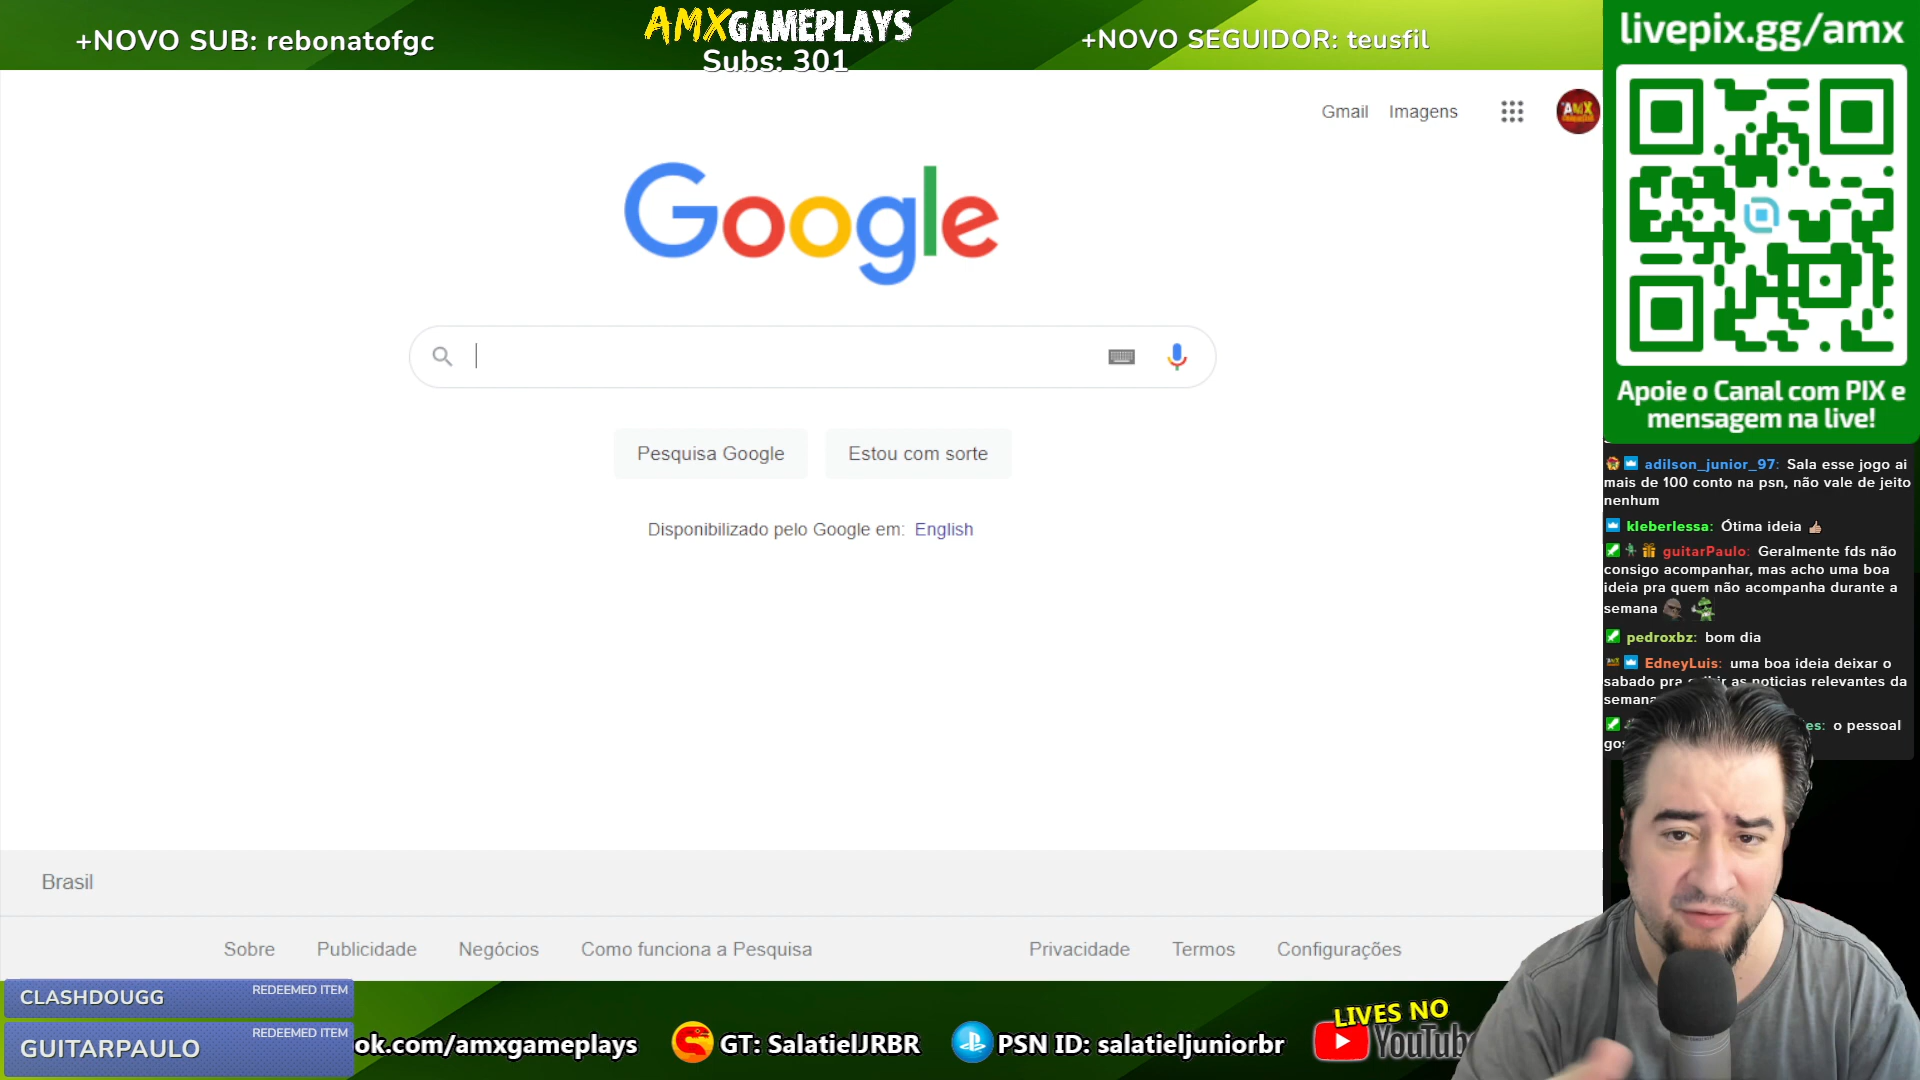 +NOVO SUB: rebonatofgc
AMXGAMEPLAYS
Subs: 301
+NOVO SEGUIDOR: teusfil
livepix.gg/amx
Gmail Imagens
AMX
Google
Pesquisa Google Estou com sorte
Disponibilizado pelo Google em: English
Apoie o Canal com PIX e
mensagem na live!
adilson_junior_97: Sala esse jogo ai
mais de 100 conto na psn, não vale de jeito
nenhum
kleberlessa: Ótima ideia 👍🏼
guitarPaulo: Geralmente fds não
consigo acompanhar, mas acho uma boa
ideia pra quem não acompanha durante a
semana
pedroxbz: bom dia
EdneyLuis: uma boa ideia deixar o
sabado pra as noticias relevantes da
semana
es: o pessoal
Brasil
Sobre Publicidade Negócios Como funciona a Pesquisa Privacidade Termos Configurações
CLASHDOUGG REDEEMED ITEM
GUITARPAULO REDEEMED ITEM
ok.com/amxgameplays GT: SalatielJRBR PSN ID: salatieljuniorbr
LIVES NO
YouTube